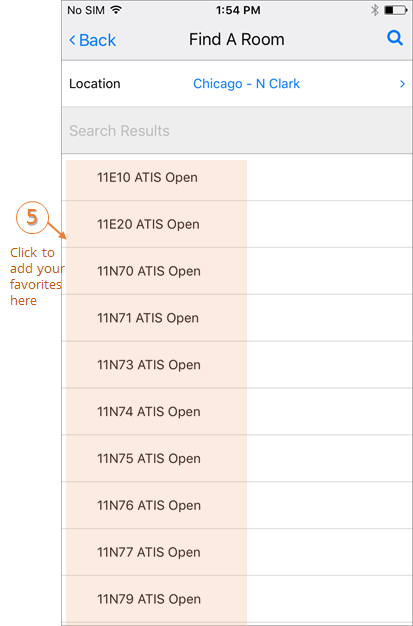 No SIM 1:54 PM
Back Find A Room
Location Chicago - N Clark
Search Results
11E10 ATIS Open
5
11E20 ATIS Open
Click to
add your
favorites
here
11N70 ATIS Open
11N71 ATIS Open
11N73 ATIS Open
11N74 ATIS Open
11N75 ATIS Open
11N76 ATIS Open
11N77 ATIS Open
11N79 ATIS Open